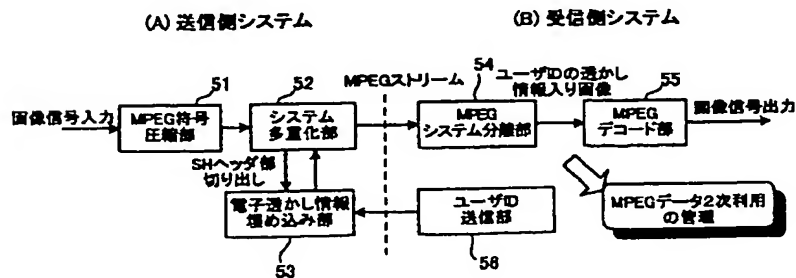 (A) 送信側システム
(B) 受信側システム
51
52
MPEGストリーム
54
ユーザIDの透かし
情報入り画像
55
画像信号入力
MPEG符号
圧縮部
システム
多重化部
MPEG
システム分離部
MPEG
デコード部
画像信号出力
SHヘッダ部
切り出し
電子透かし情報
埋め込み部
53
ユーザID
送信部
56
MPEGデータ2次利用
の管理